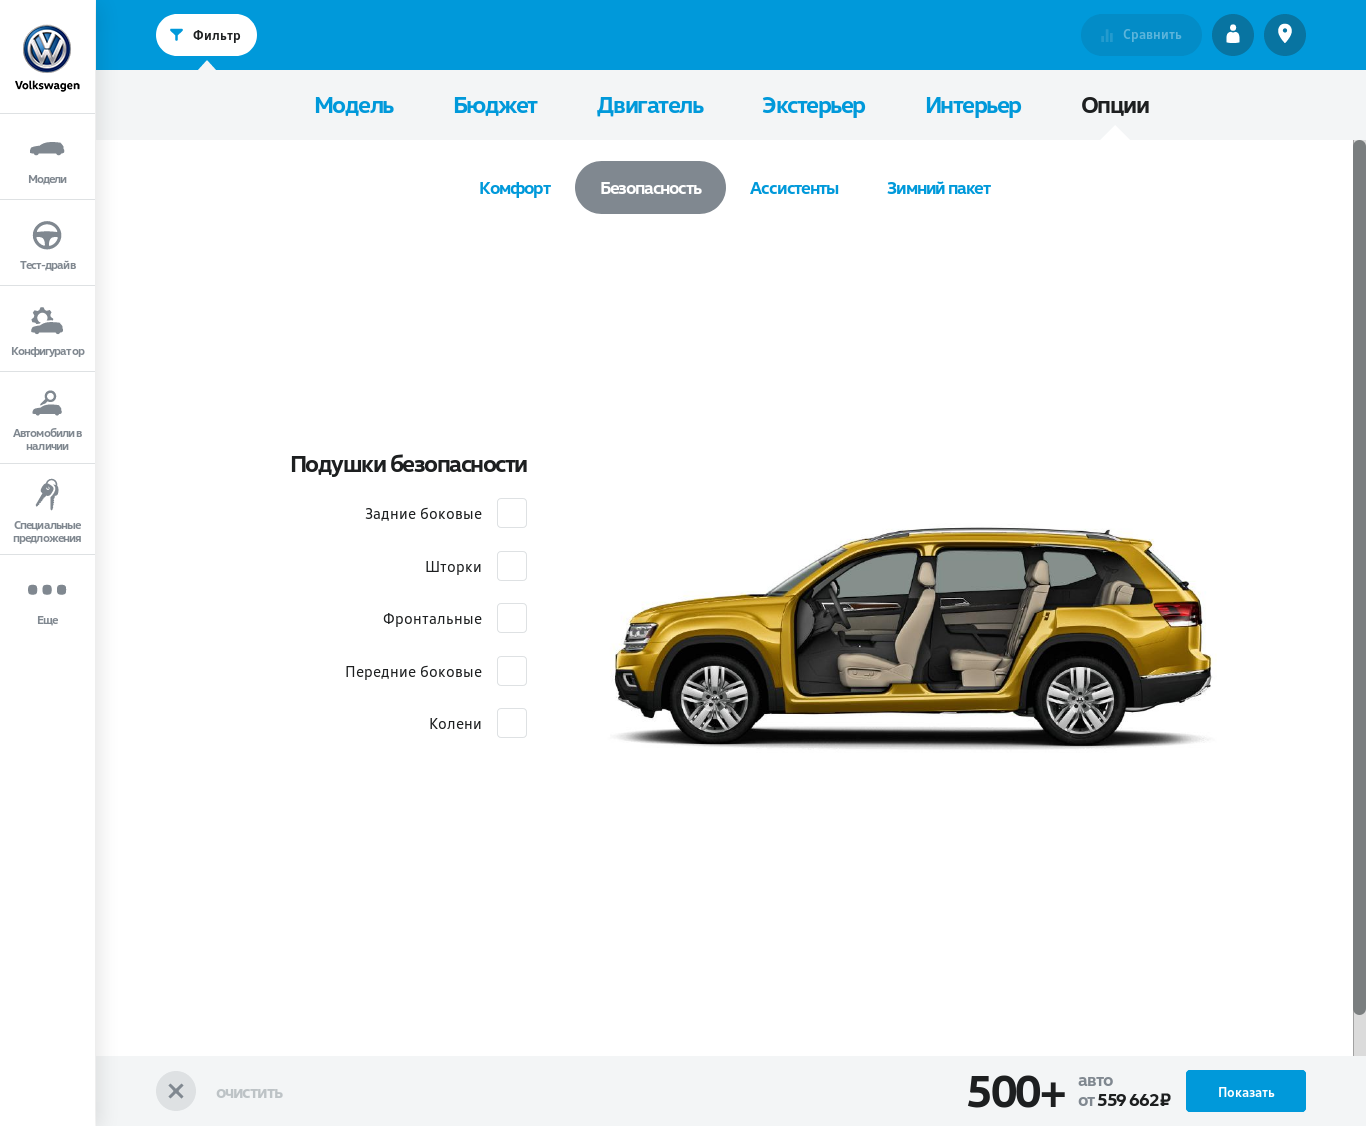 Volkswagen
Модели
Тест-драйв
Конфигуратор
Автомобили в
наличии
Специальные
предложения
Еще
Фильтр
Сравнить
Модель Бюджет Двигатель Экстерьер Интерьер Опции
Комфорт Безопасность Ассистенты Зимний пакет
Подушки безопасности
Задние боковые
Шторки
Фронтальные
Передние боковые
Колени
ОЧИСТИТЬ
500+
авто
от 559 662₽
Показать